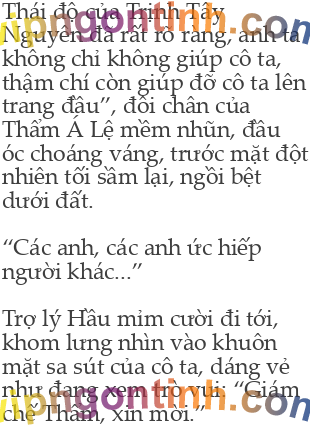 Thái độ của Trịnh Tây
Nguyên đã rất rõ ràng, anh ta
không chỉ không giúp cô ta,
thậm chí còn giúp đỡ cô ta lên
trang đầu”, đôi chân của
Thẩm Á Lệ mềm nhũn, đầu
óc choáng váng, trước mặt đột
nhiên tối sầm lại, ngồi bệt
dưới đất.
“Các anh, các anh ức hiếp
người khác...”
Trợ lý Hầu mỉm cười đi tới,
khom lưng nhìn vào khuôn
mặt sa sút của cô ta, dáng vẻ
như đang xem trò vui: “Giám
chế Thẩm, xin mời.”
vipngontinh.com
vipngontinh.com